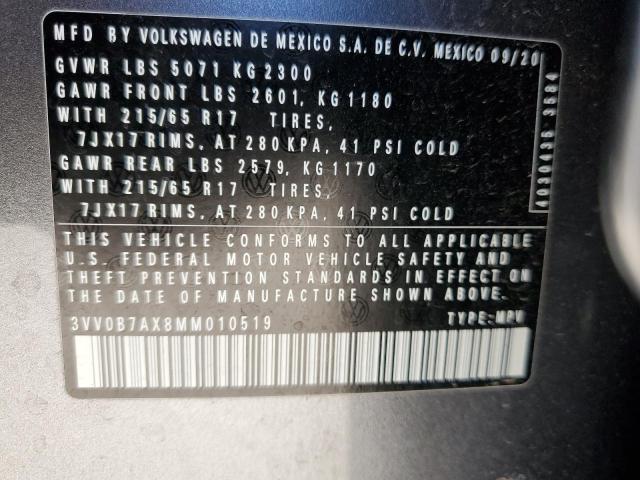 MFD BY VOLKSWAGEN DE MEXICO S.A. DE C.V. MEXICO 09/20
GVWR LBS 5071 KG 2300
GAWR FRONT LBS 2601, KG 1180
WITH 215/65 R17 TIRES,
7JX17 RIMS, AT 280 KPA, 41 PSI COLD
GAWR REAR LBS 2579, KG 1170
WITH 215/65 R17 TIRES,
7JX17 RIMS, AT 280 KPA, 41 PSI COLD
THIS VEHICLE CONFORMS TO ALL APPLICABLE
U.S. FEDERAL MOTOR VEHICLE SAFETY AND
THEFT PREVENTION STANDARDS IN EFFECT ON
THE DATE OF MANUFACTURE SHOWN ABOVE.
3VV0B7AX8MM010519 TYPE: MPV
4030436 3584